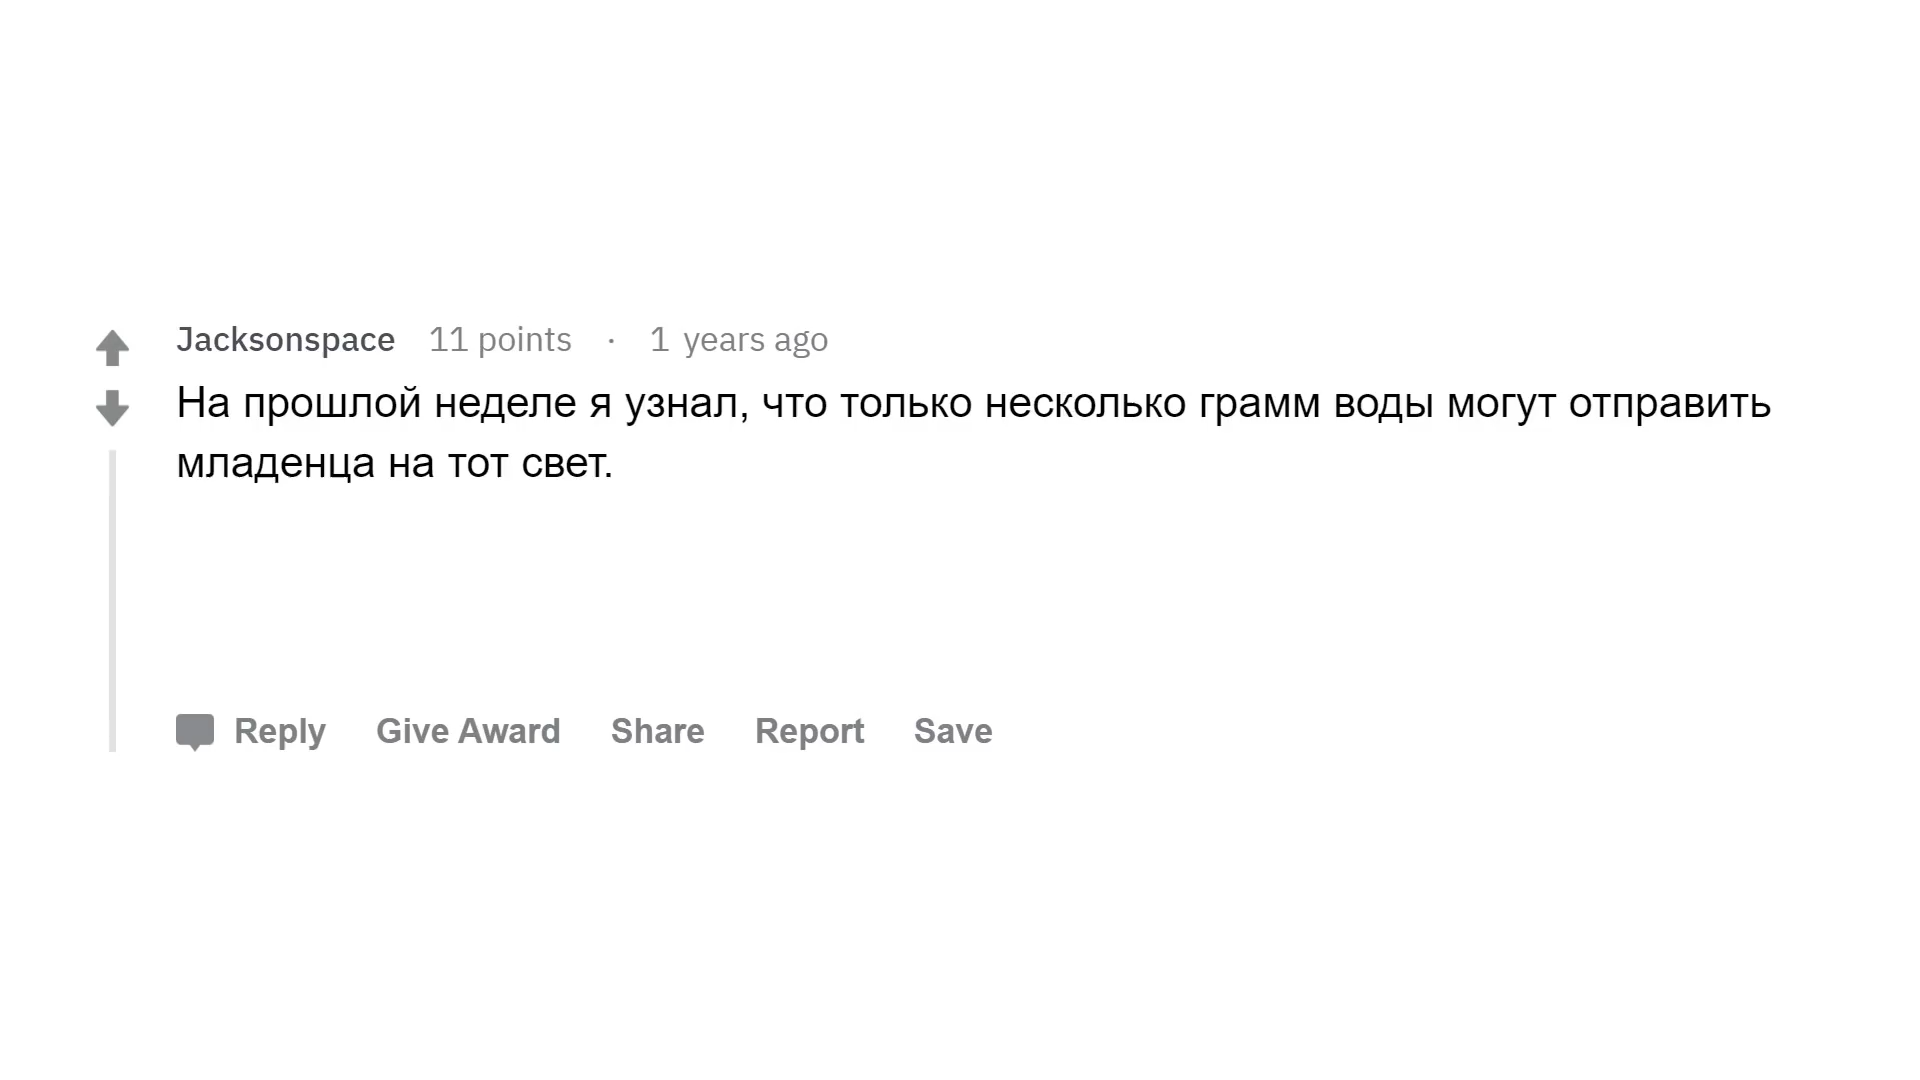 Jacksonspace 11 points · 1 years ago
На прошлой неделе я узнал, что только несколько грамм воды могут отправить
младенца на тот свет.
Reply Give Award Share Report Save